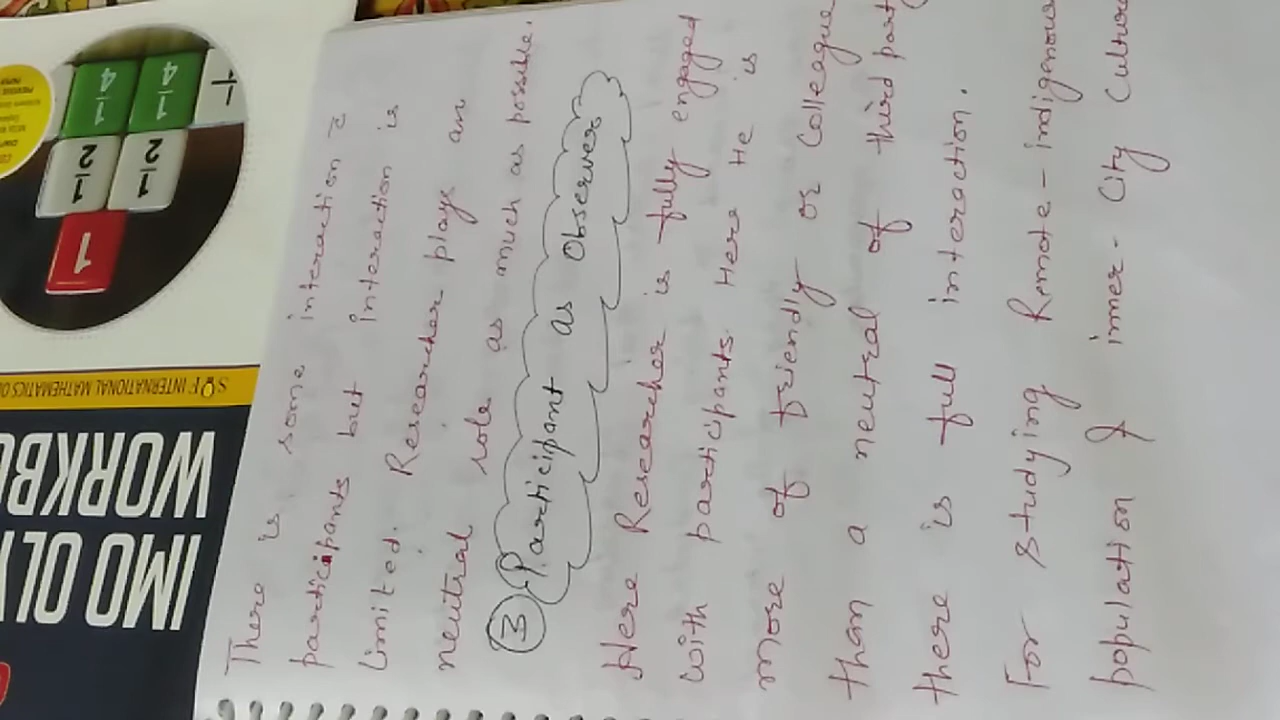 There is some interaction c̄
participants but interaction is
limited. Researcher plays an
neutral role as much as possible.
③ Participant as Observer
Here Researcher is fully engaged
with participants. Here He is
more of friendly or colleague
than a neutral of third part
there is full interaction.
For studying Remote-indigenous
population & inner-City Cultur
SOF INTERNATIONAL MATHEMATICS OL
IMO OLY
WORKBO
1
1/2 1/2
1/4 1/4